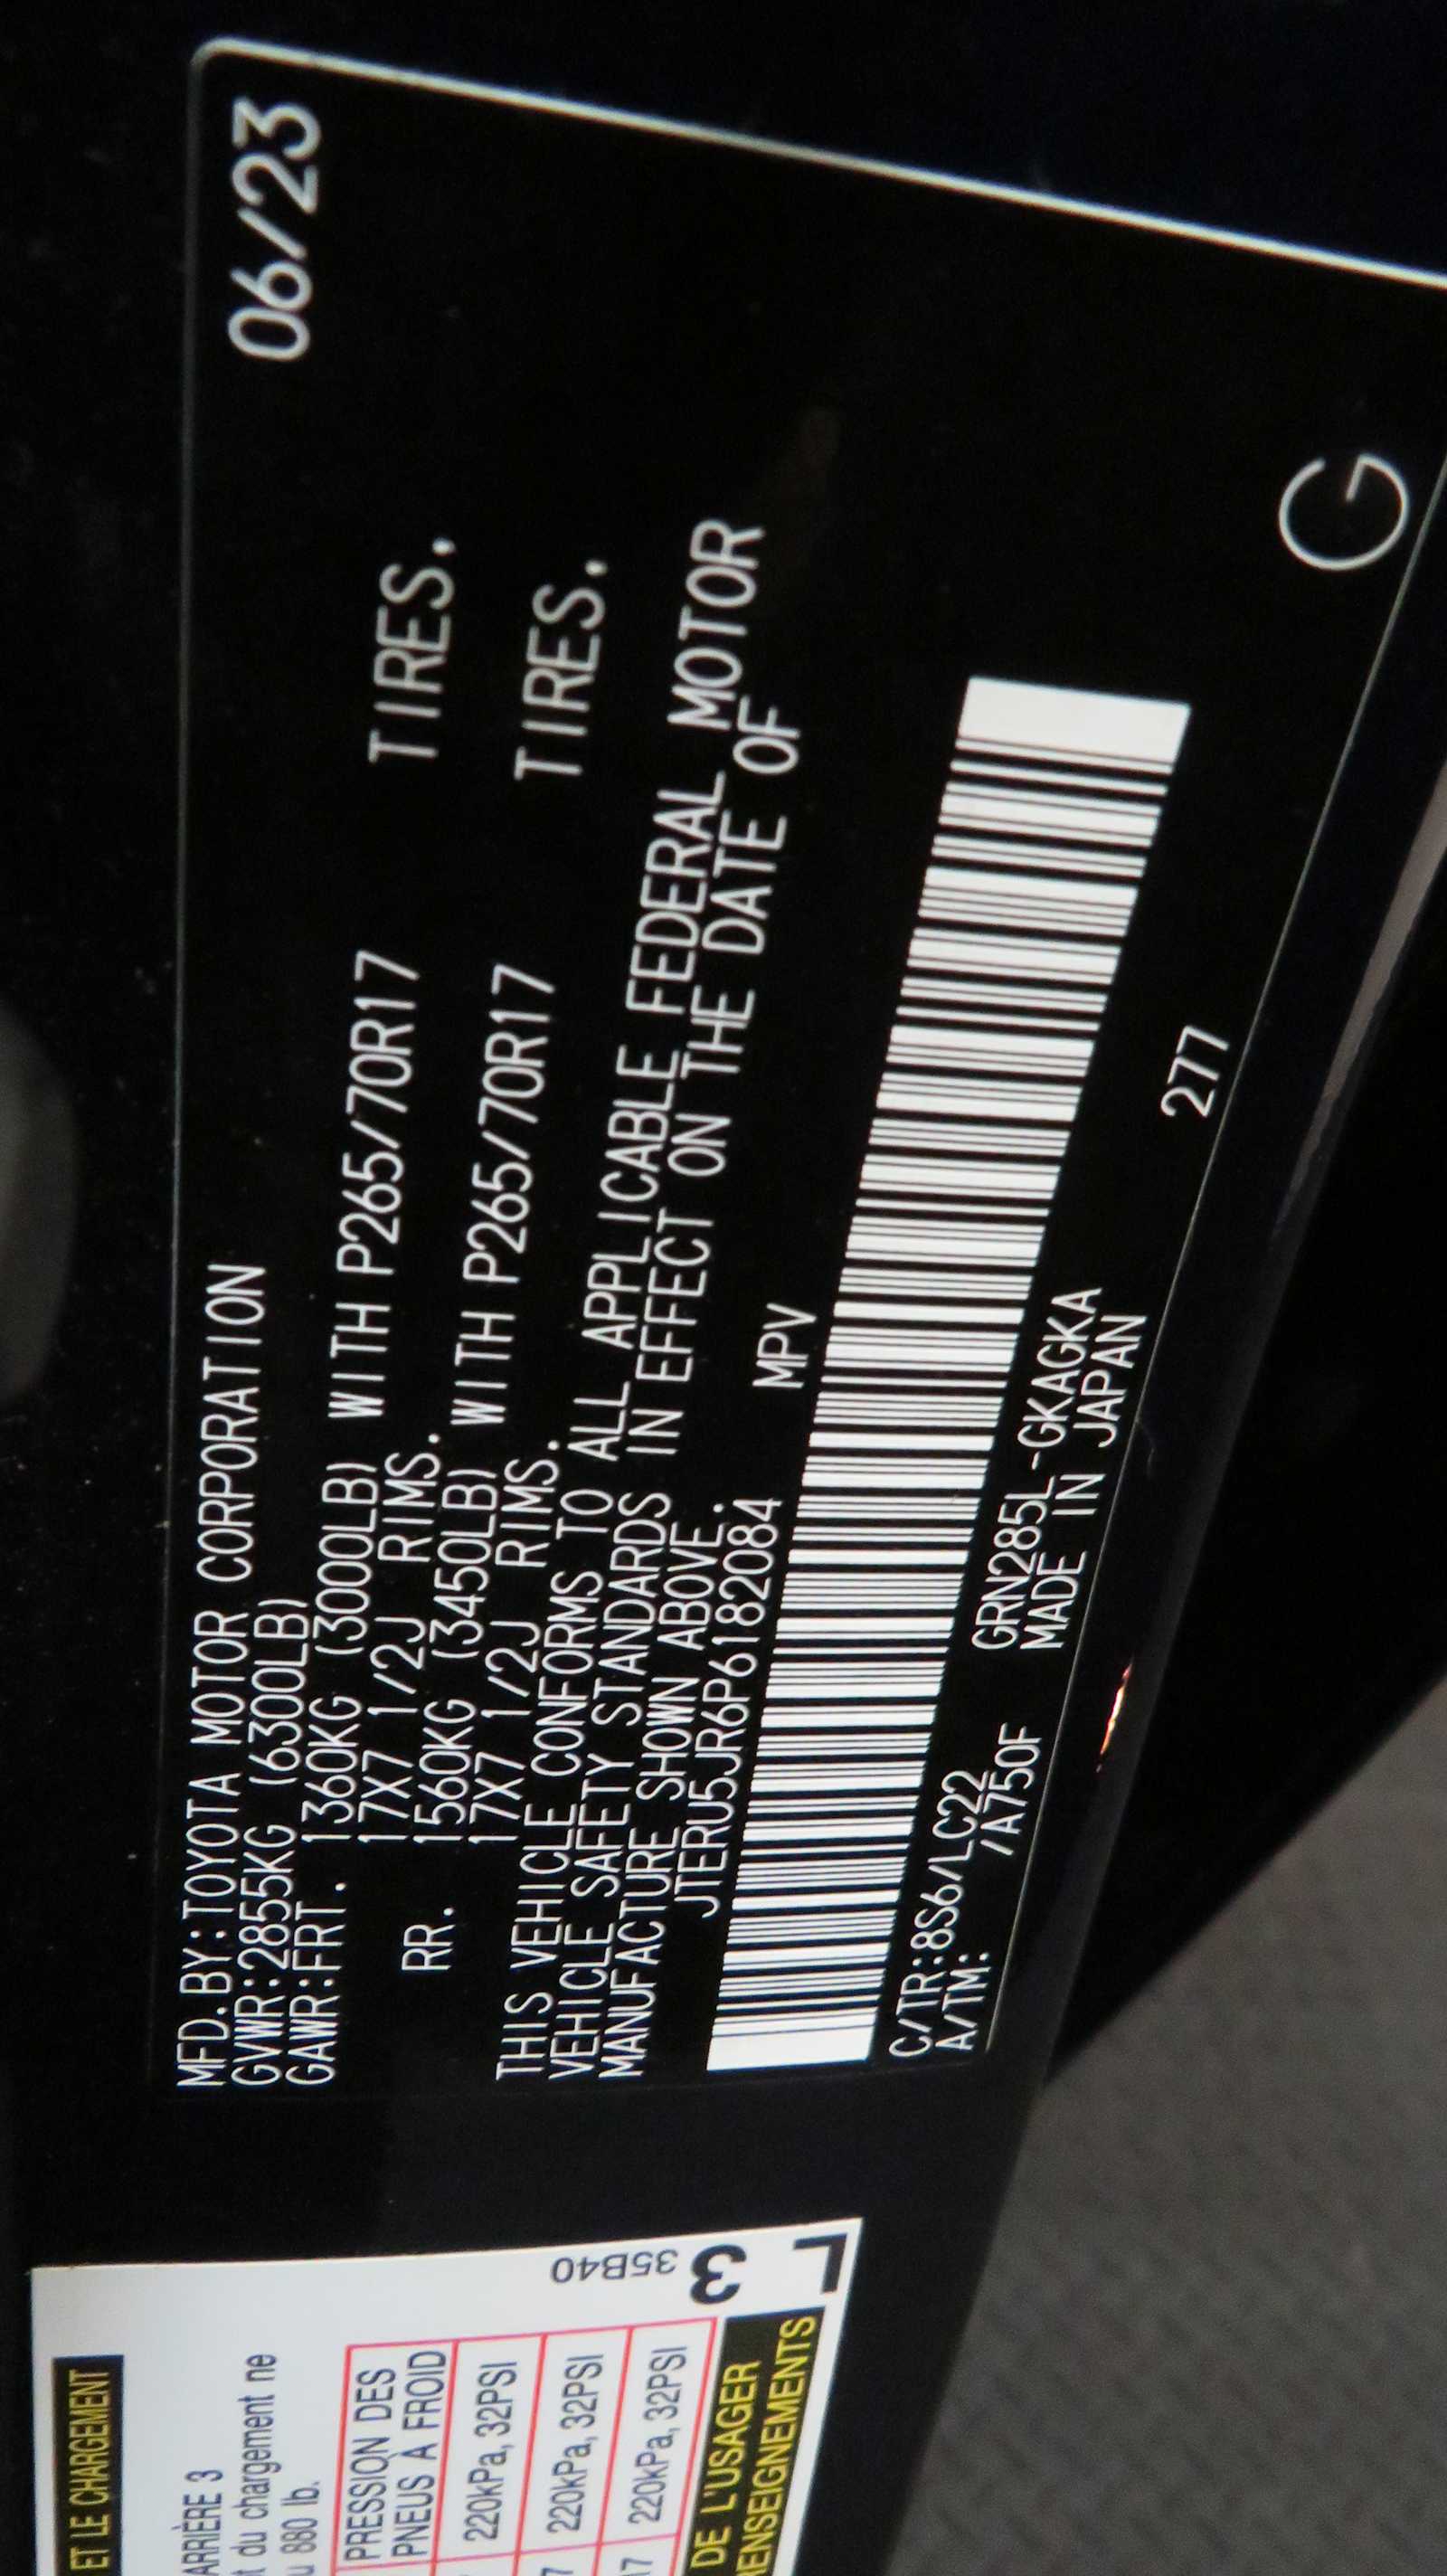 MFD.BY:TOYOTA MOTOR CORPORATION 06/23
GVWR:2855KG (6300LB)
GAWR:FRT. 1360KG (3000LB) WITH P265/70R17 TIRES.
17X7 1/2J RIMS.
RR. 1560KG (3450LB) WITH P265/70R17 TIRES.
17X7 1/2J RIMS.
THIS VEHICLE CONFORMS TO ALL APPLICABLE FEDERAL MOTOR
VEHICLE SAFETY STANDARDS IN EFFECT ON THE DATE OF
MANUFACTURE SHOWN ABOVE.
JTERU5JR6P6182084 MPV
C/TR:8S6/LC22 GRN285L-GKAGKA
A/TM: /A750F MADE IN JAPAN
277
G
ET LE CHARGEMENT
ARRIÈRE 3
du chargement ne
880 lb.
PRESSION DES
PNEUS À FROID
220kPa, 32PSI
220kPa, 32PSI
17 220kPa, 32PSI
DE L'USAGER
RENSEIGNEMENTS
35B40
3
L